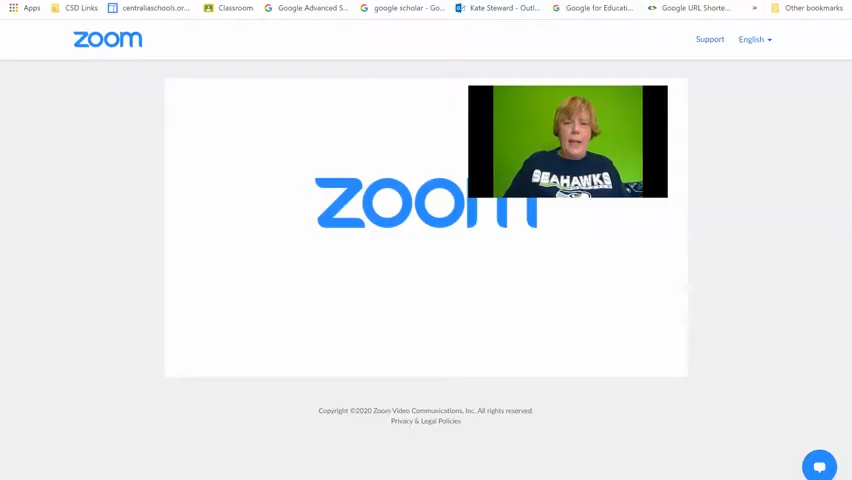 Apps CSD Links centraliaschools.or... Classroom Google Advanced S... google scholar - Go... Kate Steward - Outl... Google for Educati... Google URL Shorte... » Other bookmarks
zoom Support English
SEAHAWKS
zoom
Copyright ©2020 Zoom Video Communications, Inc. All rights reserved.
Privacy & Legal Policies